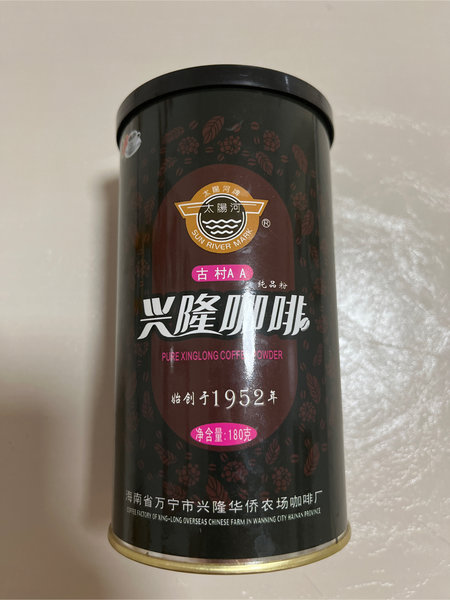 太陽河牌
太陽河
SUN RIVER MARK
®
古村AA
纯品粉
兴隆咖啡
PURE XINGLONG COFFEE POWDER
始创于1952年
净含量:180克
海南省万宁市兴隆华侨农场咖啡厂
COFFEE FACTORY OF XING-LONG OVERSEAS CHINESE FARM IN WANNING CITY HAINAN PROVINCE